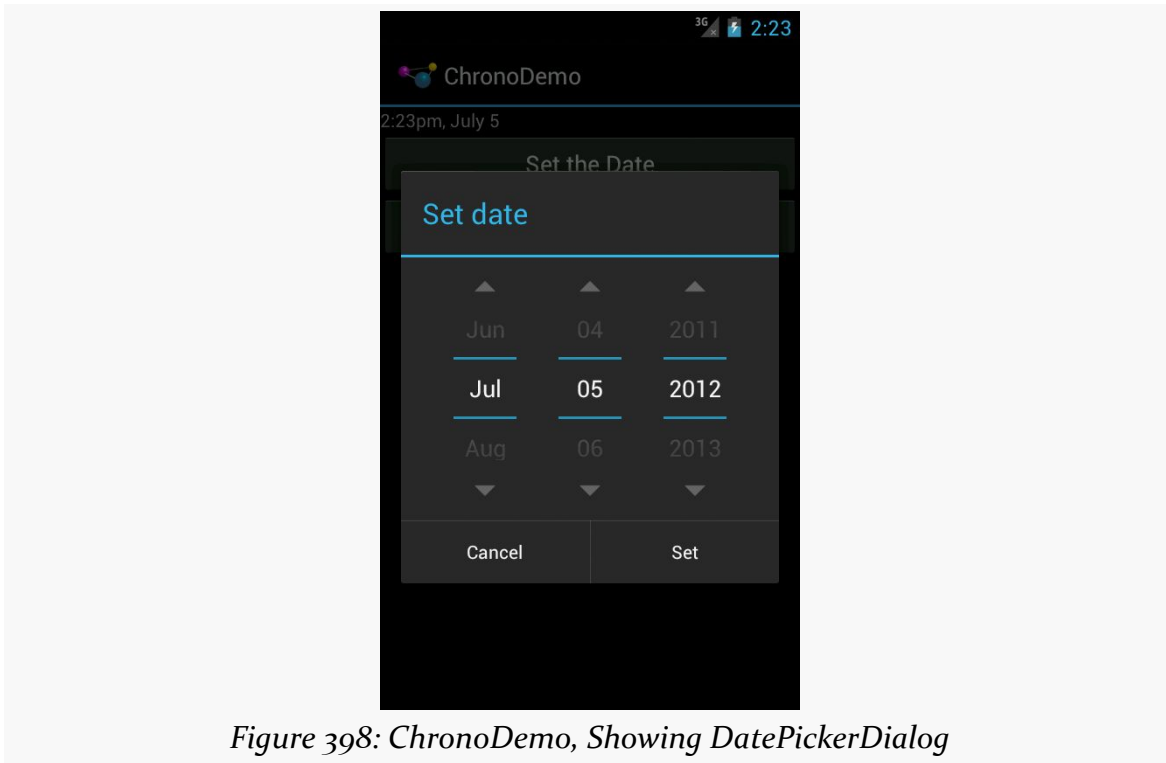 3G 2:23
ChronoDemo
2:23pm, July 5
Set the Date
Set date
Jun 04 2011
Jul 05 2012
Aug 06 2013
Cancel Set
Figure 398: ChronoDemo, Showing DatePickerDialog